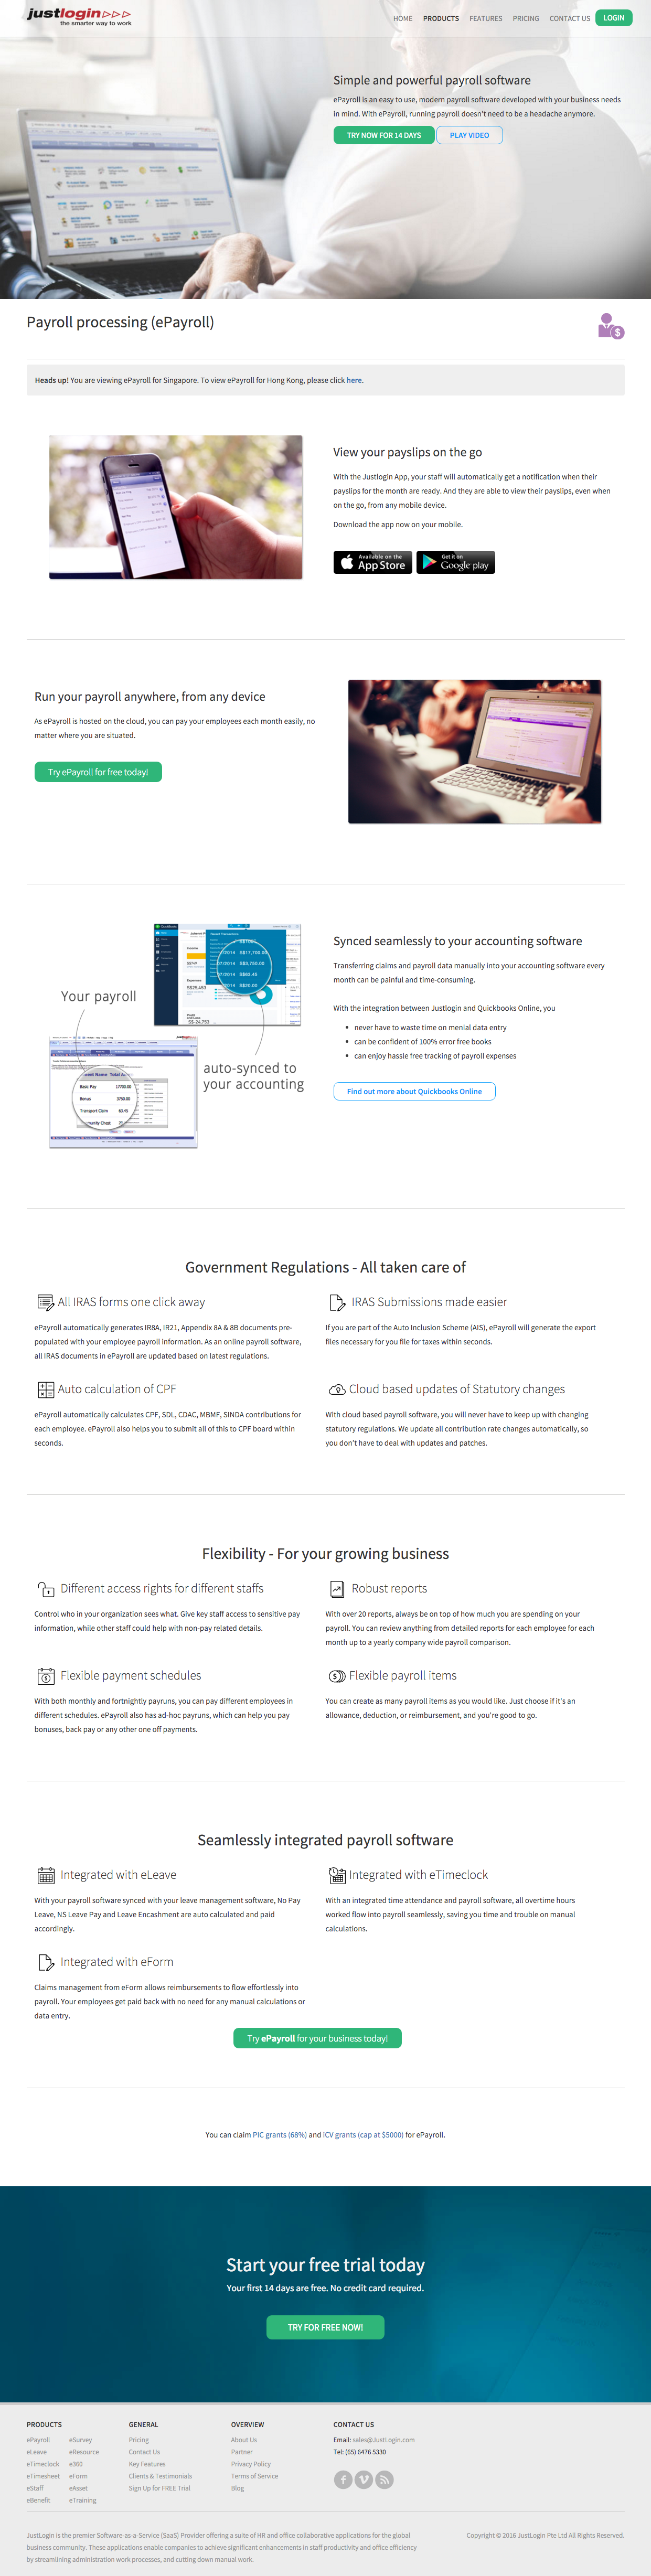 justlogin
the smarter way to work
HOME PRODUCTS FEATURES PRICING CONTACT US LOGIN
Simple and powerful payroll software
ePayroll is an easy to use, modern payroll software developed with your business needs
in mind. With ePayroll, running payroll doesn't need to be a headache anymore.
TRY NOW FOR 14 DAYS PLAY VIDEO
Payroll processing (ePayroll)
Heads up! You are viewing ePayroll for Singapore. To view ePayroll for Hong Kong, please click here.
View your payslips on the go
With the Justlogin App, your staff will automatically get a notification when their
payslips for the month are ready. And they are able to view their payslips, even when
on the go, from any mobile device.
Download the app now on your mobile.
Available on the
App Store
Get it on
Google play
Run your payroll anywhere, from any device
As ePayroll is hosted on the cloud, you can pay your employees each month easily, no
matter where you are situated.
Try ePayroll for free today!
Your payroll
auto-synced to
your accounting
Basic Pay
Bonus
Transport Claim
Synced seamlessly to your accounting software
Transferring claims and payroll data manually into your accounting software every
month can be painful and time-consuming.
With the integration between Justlogin and Quickbooks Online, you
never have to waste time on menial data entry
can be confident of 100% error free books
can enjoy hassle free tracking of payroll expenses
Find out more about Quickbooks Online
Government Regulations - All taken care of
All IRAS forms one click away
ePayroll automatically generates IR8A, IR21, Appendix 8A & 8B documents pre-
populated with your employee payroll information. As an online payroll software,
all IRAS documents in ePayroll are updated based on latest regulations.
IRAS Submissions made easier
If you are part of the Auto Inclusion Scheme (AIS), ePayroll will generate the export
files necessary for you file for taxes within seconds.
Auto calculation of CPF
ePayroll automatically calculates CPF, SDL, CDAC, MBMF, SINDA contributions for
each employee. ePayroll also helps you to submit all of this to CPF board within
seconds.
Cloud based updates of Statutory changes
With cloud based payroll software, you will never have to keep up with changing
statutory regulations. We update all contribution rate changes automatically, so
you don't have to deal with updates and patches.
Flexibility - For your growing business
Different access rights for different staffs
Control who in your organization sees what. Give key staff access to sensitive pay
information, while other staff could help with non-pay related details.
Robust reports
With over 20 reports, always be on top of how much you are spending on your
payroll. You can review anything from detailed reports for each employee for each
month up to a yearly company wide payroll comparison.
Flexible payment schedules
With both monthly and fortnightly payruns, you can pay different employees in
different schedules. ePayroll also has ad-hoc payruns, which can help you pay
bonuses, back pay or any other one off payments.
Flexible payroll items
You can create as many payroll items as you would like. Just choose if it's an
allowance, deduction, or reimbursement, and you're good to go.
Seamlessly integrated payroll software
Integrated with eLeave
With your payroll software synced with your leave management software, No Pay
Leave, NS Leave Pay and Leave Encashment are auto calculated and paid
accordingly.
Integrated with eTimeclock
With an integrated time attendance and payroll software, all overtime hours
worked flow into payroll seamlessly, saving you time and trouble on manual
calculations.
Integrated with eForm
Claims management from eForm allows reimbursements to flow effortlessly into
payroll. Your employees get paid back with no need for any manual calculations or
data entry.
Try ePayroll for your business today!
You can claim PIC grants (68%) and iCV grants (cap at $5000) for ePayroll.
Start your free trial today
Your first 14 days are free. No credit card required.
TRY FOR FREE NOW!
PRODUCTS
ePayroll eSurvey
eLeave eResource
eTimeclock e360
eTimesheet eForm
eStaff eAsset
eBenefit eTraining
GENERAL
Pricing
Contact Us
Key Features
Clients & Testimonials
Sign Up for FREE Trial
OVERVIEW
About Us
Partner
Privacy Policy
Terms of Service
Blog
CONTACT US
Email: sales@JustLogin.com
Tel: (65) 6476 5330
JustLogin is the premier Software-as-a-Service (SaaS) Provider offering a suite of HR and office collaborative applications for the global
business community. These applications enable companies to achieve significant enhancements in staff productivity and office efficiency
by streamlining administration work processes, and cutting down manual work.
Copyright © 2016 JustLogin Pte Ltd All Rights Reserved.